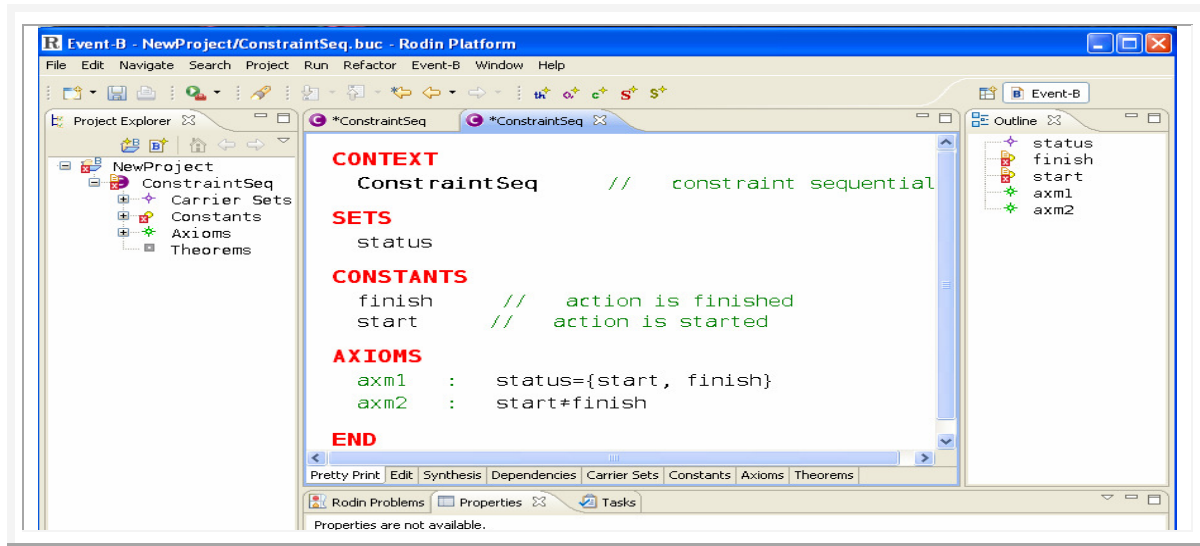 Event-B - NewProject/ConstraintSeq.buc - Rodin Platform
File Edit Navigate Search Project Run Refactor Event-B Window Help
Event-B
Project Explorer
NewProject
ConstraintSeq
Carrier Sets
Constants
Axioms
Theorems
*ConstraintSeq *ConstraintSeq
CONTEXT
ConstraintSeq // constraint sequential
SETS
status
CONSTANTS
finish // action is finished
start // action is started
AXIOMS
axm1 : status={start, finish}
axm2 : start≠finish
END
Pretty Print Edit Synthesis Dependencies Carrier Sets Constants Axioms Theorems
Outline
status
finish
start
axm1
axm2
Rodin Problems Properties Tasks
Properties are not available.